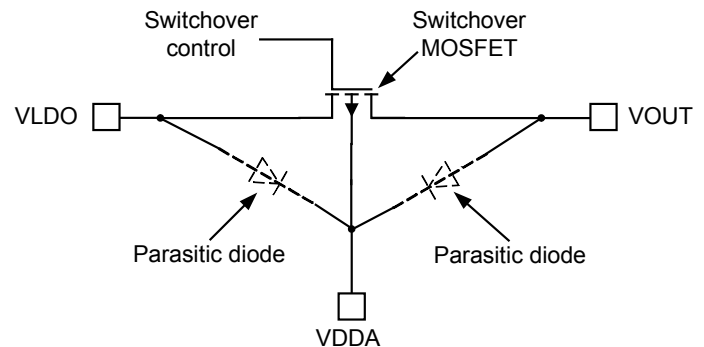 Switchover
control
Switchover
MOSFET
VLDO
VOUT
Parasitic diode
Parasitic diode
VDDA